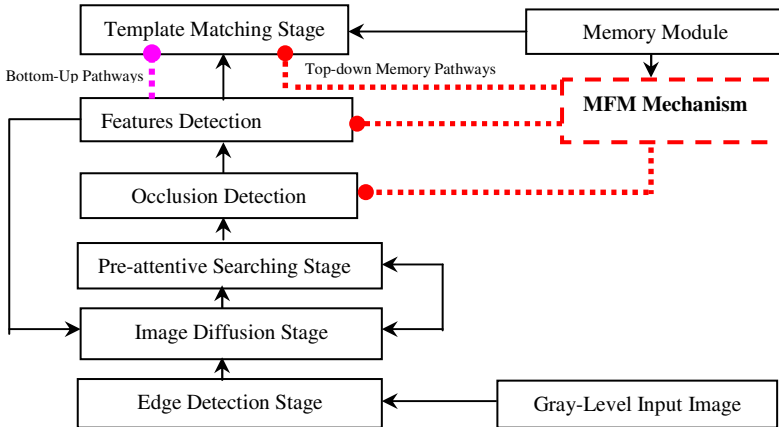 Template Matching Stage
Memory Module
Bottom-Up Pathways
Top-down Memory Pathways
MFM Mechanism
Features Detection
Occlusion Detection
Pre-attentive Searching Stage
Image Diffusion Stage
Edge Detection Stage
Gray-Level Input Image